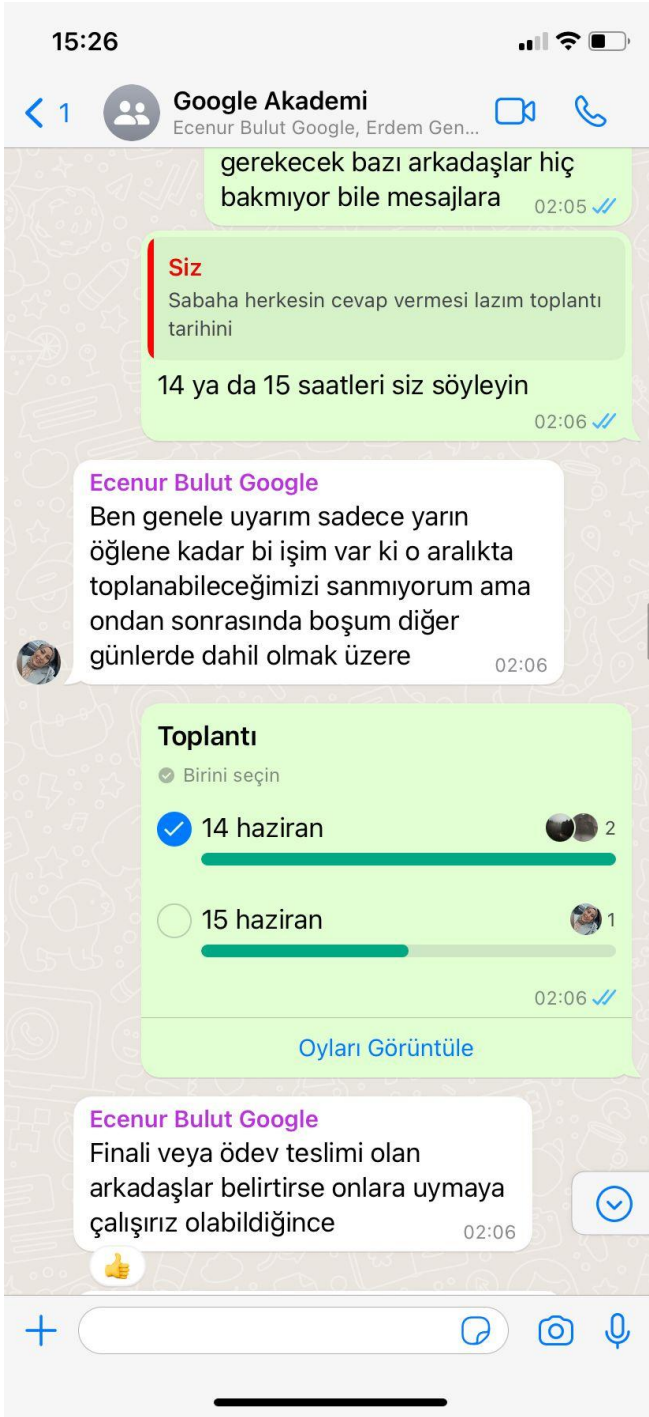 15:26
1
Google Akademi
Ecenur Bulut Google, Erdem Gen...
gerekecek bazı arkadaşlar hiç
bakmıyor bile mesajlara
02:05
Siz
Sabaha herkesin cevap vermesi lazım toplantı
tarihini
14 ya da 15 saatleri siz söyleyin
02:06
Ecenur Bulut Google
Ben genele uyarım sadece yarın
öğlene kadar bi işim var ki o aralıkta
toplanabileceğimizi sanmıyorum ama
ondan sonrasında boşum diğer
günlerde dahil olmak üzere
02:06
Toplantı
Birini seçin
14 haziran
2
15 haziran
1
02:06
Oyları Görüntüle
Ecenur Bulut Google
Finali veya ödev teslimi olan
arkadaşlar belirtirse onlara uymaya
çalışırız olabildiğince
02:06